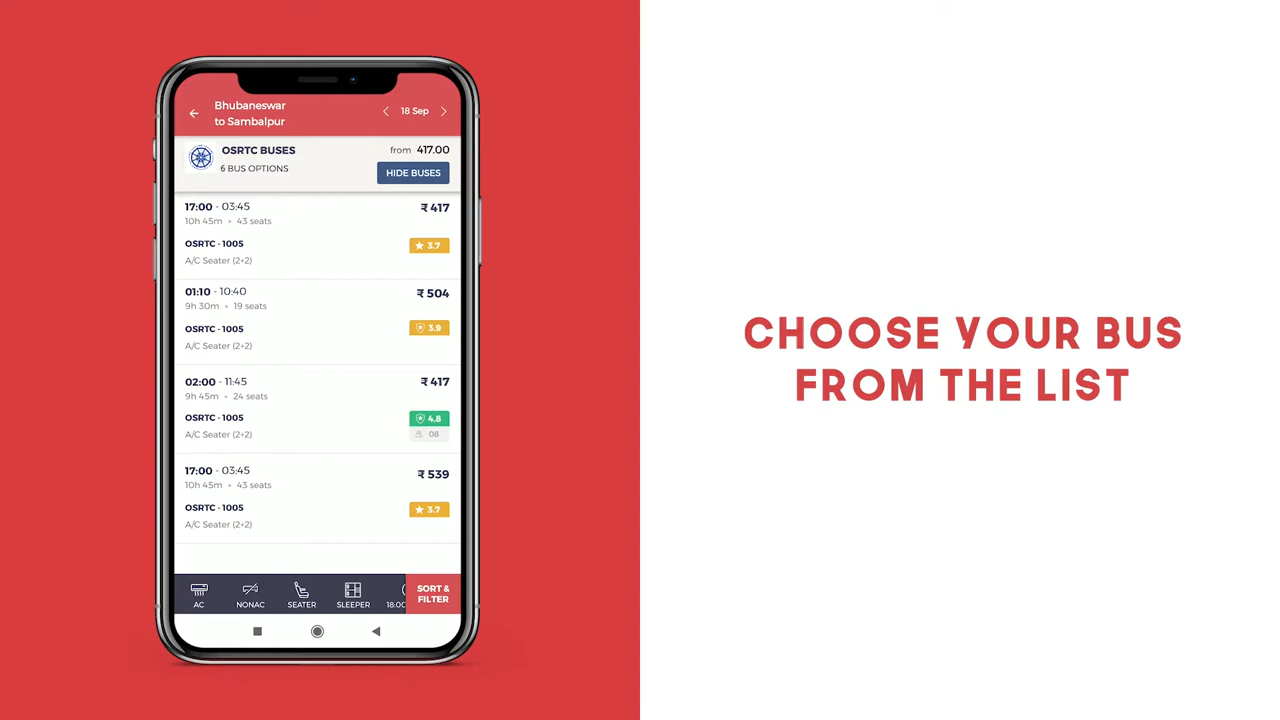 Bhubaneswar
to Sambalpur
18 Sep
OSRTC BUSES
from 417.00
6 BUS OPTIONS
HIDE BUSES
17:00 - 03:45
₹ 417
10h 45m • 43 seats
OSRTC - 1005
3.7
A/C Seater (2+2)
01:10 - 10:40
₹ 504
9h 30m • 19 seats
OSRTC - 1005
3.9
A/C Seater (2+2)
02:00 - 11:45
₹ 417
9h 45m • 24 seats
OSRTC - 1005
4.8
A/C Seater (2+2)
08
17:00 - 03:45
₹ 539
10h 45m • 43 seats
OSRTC - 1005
3.7
A/C Seater (2+2)
AC
NONAC
SEATER
SLEEPER
18:00
SORT &
FILTER
CHOOSE YOUR BUS
FROM THE LIST